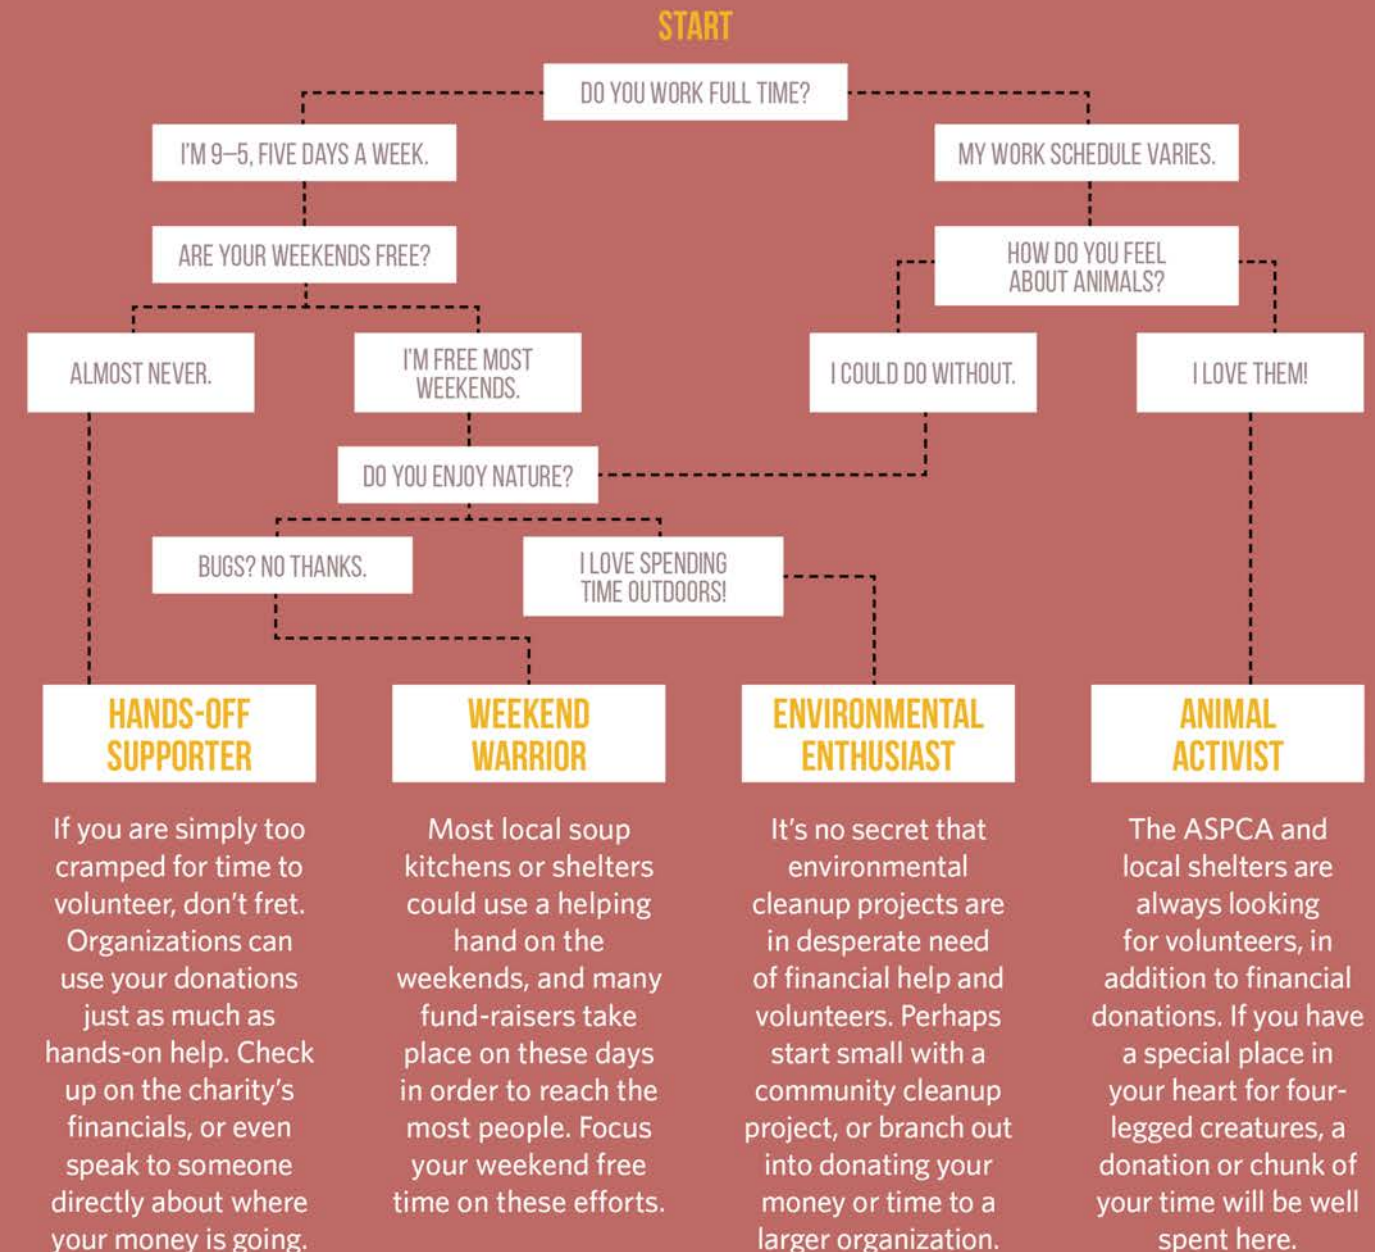 START
DO YOU WORK FULL TIME?
I'M 9–5, FIVE DAYS A WEEK.
MY WORK SCHEDULE VARIES.
ARE YOUR WEEKENDS FREE?
HOW DO YOU FEEL
ABOUT ANIMALS?
ALMOST NEVER.
I'M FREE MOST
WEEKENDS.
I COULD DO WITHOUT.
I LOVE THEM!
DO YOU ENJOY NATURE?
BUGS? NO THANKS.
I LOVE SPENDING
TIME OUTDOORS!
HANDS-OFF
SUPPORTER
If you are simply too
cramped for time to
volunteer, don't fret.
Organizations can
use your donations
just as much as
hands-on help. Check
up on the charity's
financials, or even
speak to someone
directly about where
your money is going.
WEEKEND
WARRIOR
Most local soup
kitchens or shelters
could use a helping
hand on the
weekends, and many
fund-raisers take
place on these days
in order to reach the
most people. Focus
your weekend free
time on these efforts.
ENVIRONMENTAL
ENTHUSIAST
It's no secret that
environmental
cleanup projects are
in desperate need
of financial help and
volunteers. Perhaps
start small with a
community cleanup
project, or branch out
into donating your
money or time to a
larger organization.
ANIMAL
ACTIVIST
The ASPCA and
local shelters are
always looking
for volunteers, in
addition to financial
donations. If you have
a special place in
your heart for four-
legged creatures, a
donation or chunk of
your time will be well
spent here.